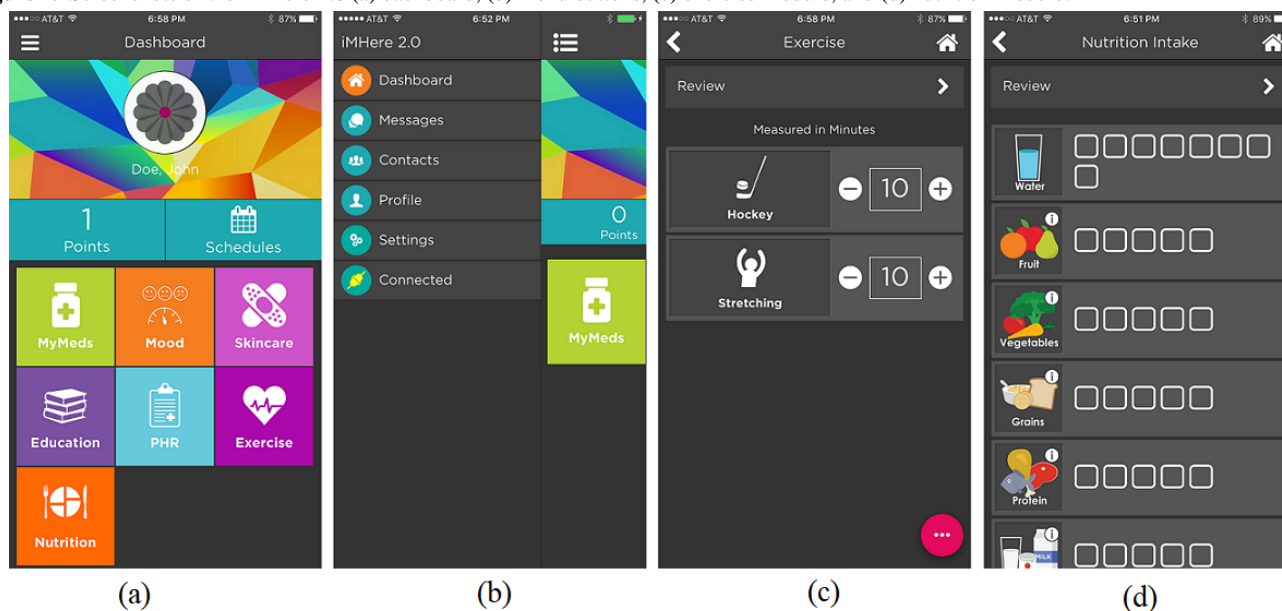 AT&T 6:58 PM 87%
Dashboard
Doe, John
1
Points
Schedules
MyMeds
Mood
Skincare
Education
PHR
Exercise
Nutrition
(a)
AT&T 6:52 PM
iMHere 2.0
Dashboard
Messages
Contacts
Profile
Settings
Connected
0
Points
MyMeds
(b)
AT&T 6:58 PM 87%
Exercise
Review
Measured in Minutes
Hockey
10
Stretching
10
(c)
AT&T 6:51 PM 89%
Nutrition Intake
Review
Water
Fruit
Vegetables
Grains
Protein
MILK
(d)